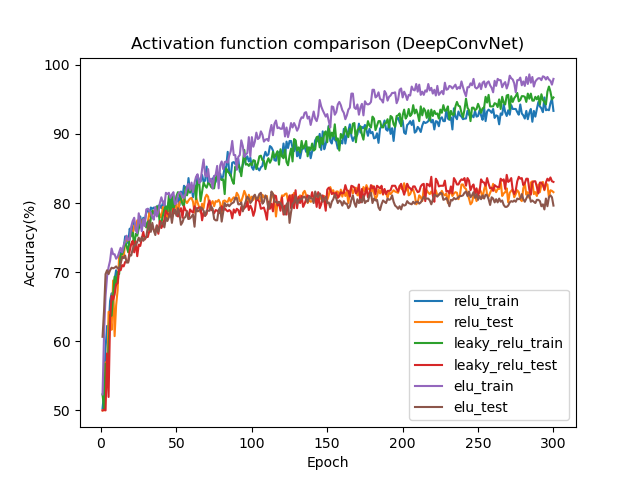 Activation function comparison (DeepConvNet)
Accuracy(%)
100
90
80
70
60
50
0
50
100
150
200
250
300
Epoch
relu_train
relu_test
leaky_relu_train
leaky_relu_test
elu_train
elu_test